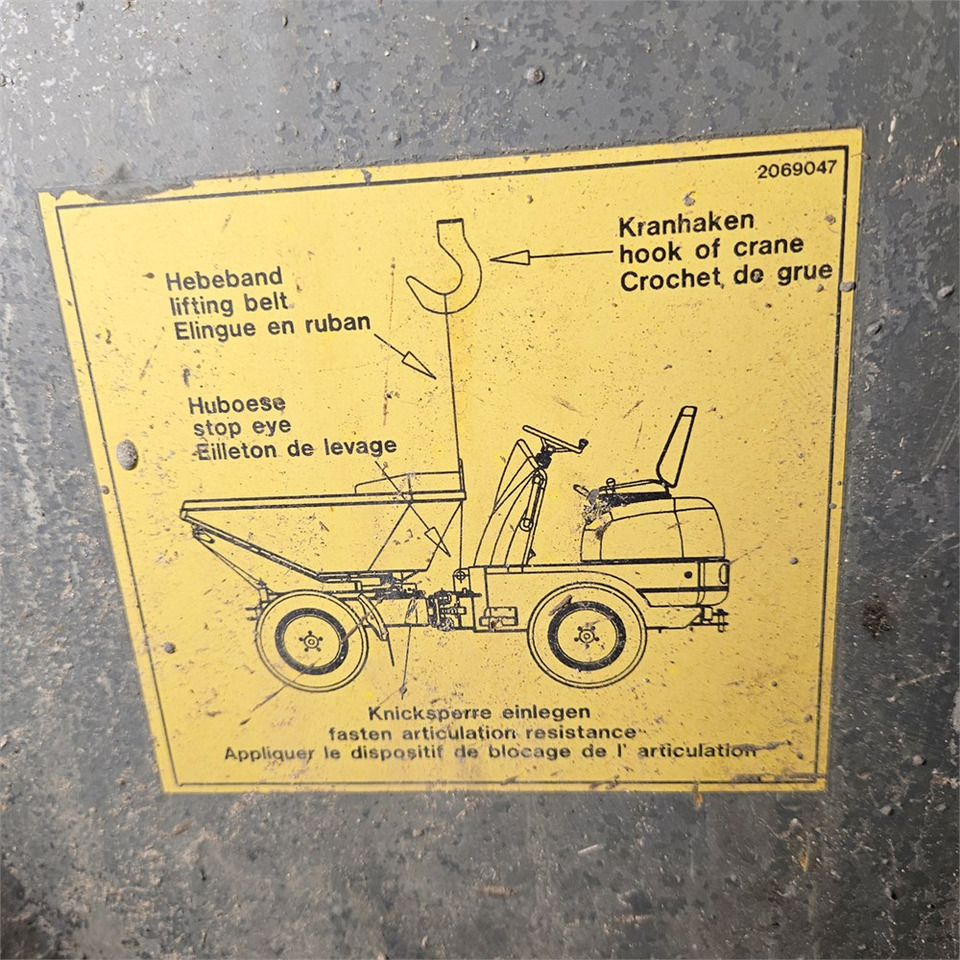 2069047
Kranhaken
hook of crane
Crochet de grue
Hebeband
lifting belt
Elingue en ruban
Huboese
stop eye
Eilleton de levage
Knicksperre einlegen
fasten articulation resistance
Appliquer le dispositif de blocage de l' articulation